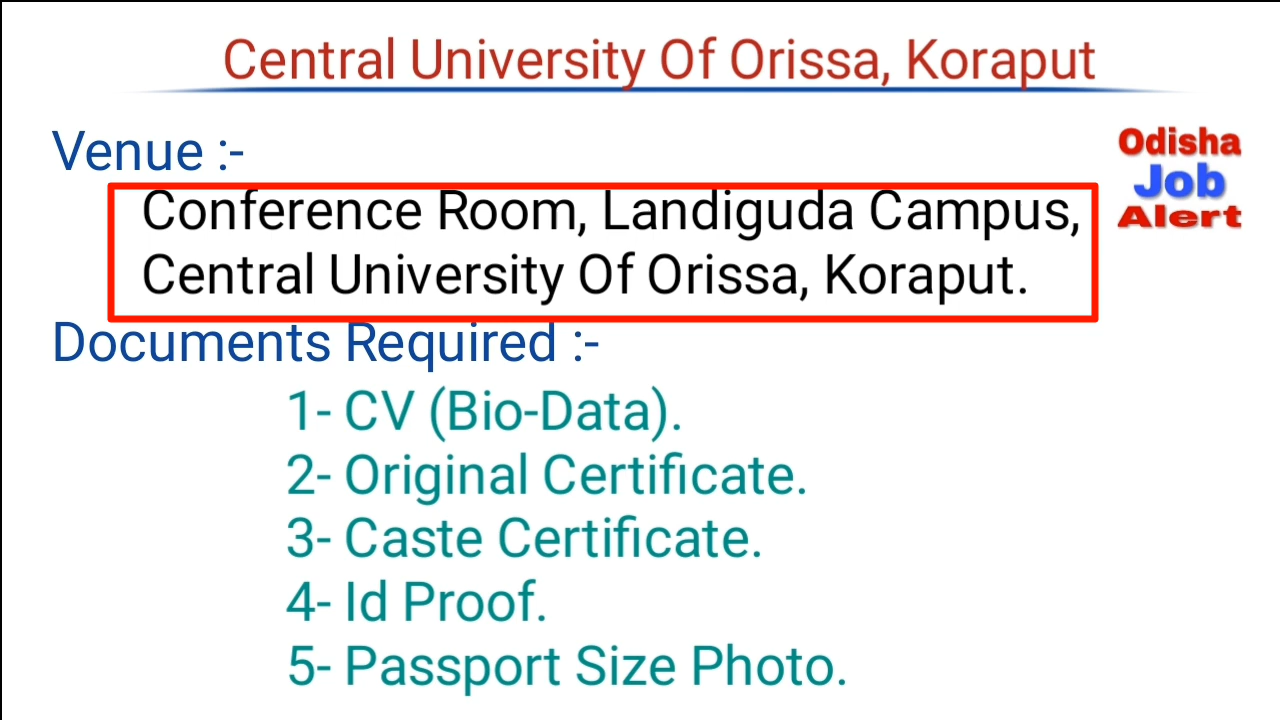 Central University Of Orissa, Koraput
Venue :-
Odisha
Job
Alert
Conference Room, Landiguda Campus,
Central University Of Orissa, Koraput.
Documents Required :-
1- CV (Bio-Data).
2- Original Certificate.
3- Caste Certificate.
4- Id Proof.
5- Passport Size Photo.